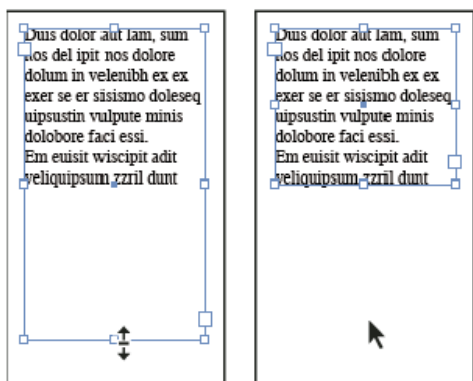 Duis dolor aut lam, sum
nos del ipit nos dolore
dolum in velenibh ex ex
exer se er sisismo doleseq
uipsustin vulpute minis
dolobore faci essi.
Em euisit wiscipit adit
veliquipsum zzril dunt
Duis dolor aut lam, sum
nos del ipit nos dolore
dolum in velenibh ex ex
exer se er sisismo doleseq
uipsustin vulpute minis
dolobore faci essi.
Em euisit wiscipit adit
veliquipsum zzril dunt